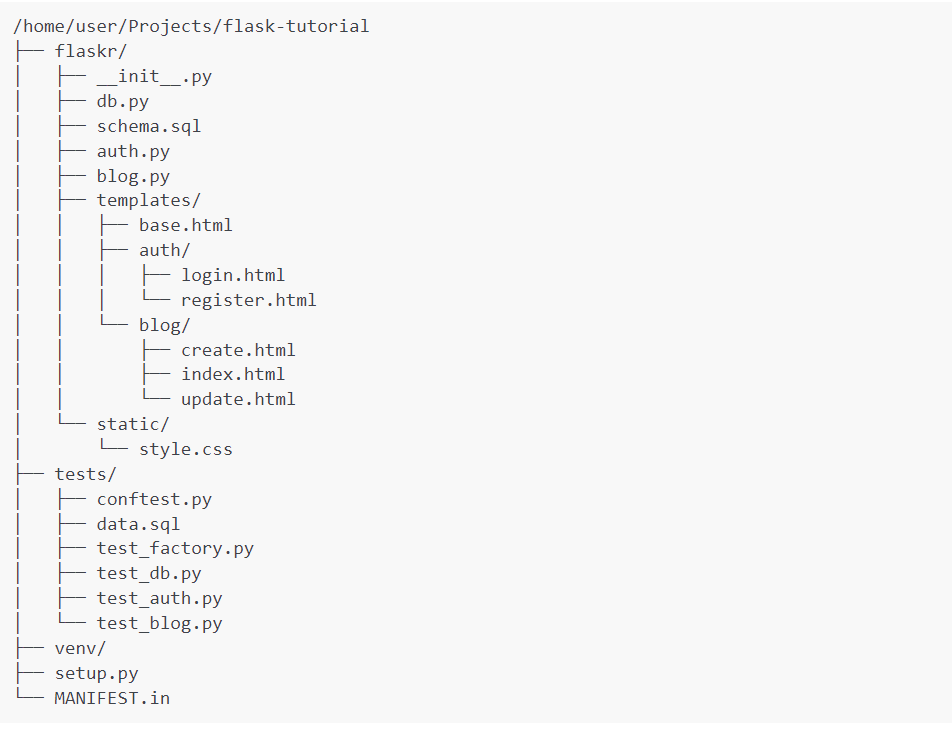 /home/user/Projects/flask-tutorial
├── flaskr/
│   ├── __init__.py
│   ├── db.py
│   ├── schema.sql
│   ├── auth.py
│   ├── blog.py
│   ├── templates/
│   │   ├── base.html
│   │   ├── auth/
│   │   │   ├── login.html
│   │   │   └── register.html
│   │   └── blog/
│   │       ├── create.html
│   │       ├── index.html
│   │       └── update.html
│   └── static/
│       └── style.css
├── tests/
│   ├── conftest.py
│   ├── data.sql
│   ├── test_factory.py
│   ├── test_db.py
│   ├── test_auth.py
│   └── test_blog.py
├── venv/
├── setup.py
└── MANIFEST.in